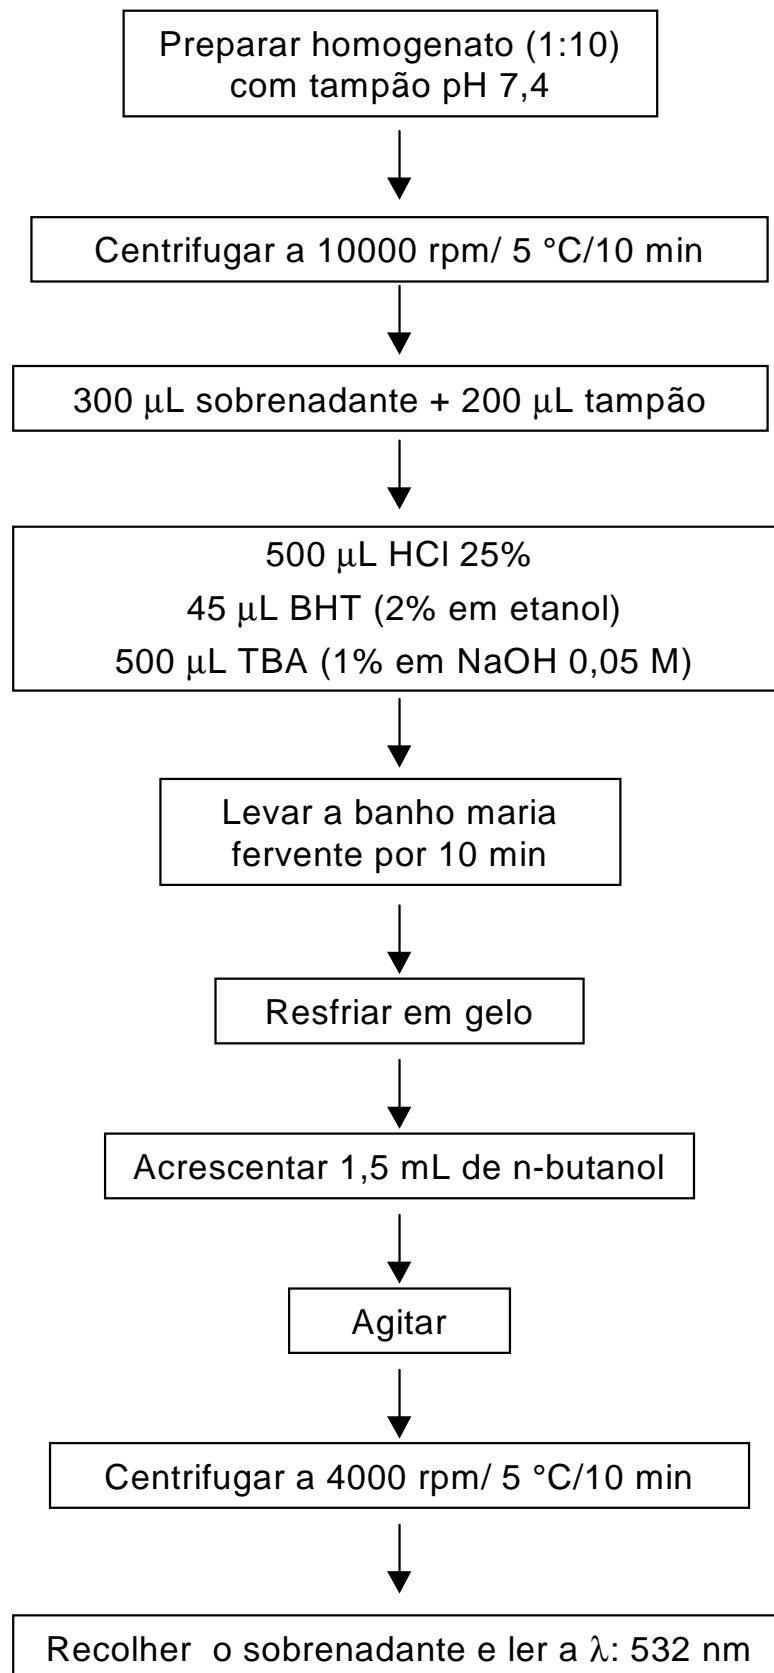 Preparar homogenato (1:10)
com tampão pH 7,4
Centrifugar a 10000 rpm/ 5 °C/10 min
300 μL sobrenadante + 200 μL tampão
500 μL HCl 25%
45 μL BHT (2% em etanol)
500 μL TBA (1% em NaOH 0,05 M)
Levar a banho maria
fervente por 10 min
Resfriar em gelo
Acrescentar 1,5 mL de n-butanol
Agitar
Centrifugar a 4000 rpm/ 5 °C/10 min
Recolher o sobrenadante e ler a λ: 532 nm